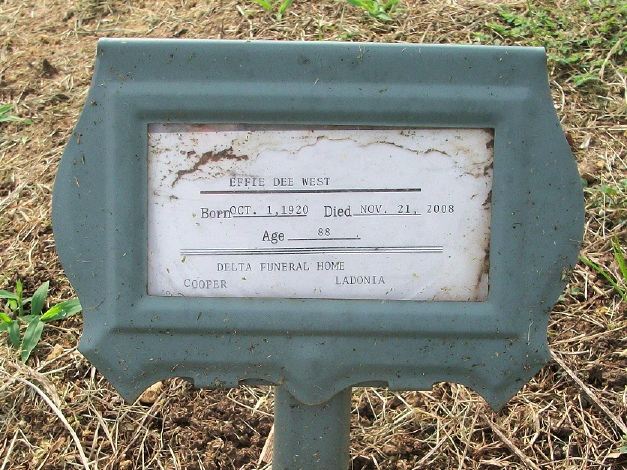 EFFIE DEE WEST
Born OCT. 1,1920 Died NOV. 21, 2008
Age 88
DELTA FUNERAL HOME
COOPER LADONIA